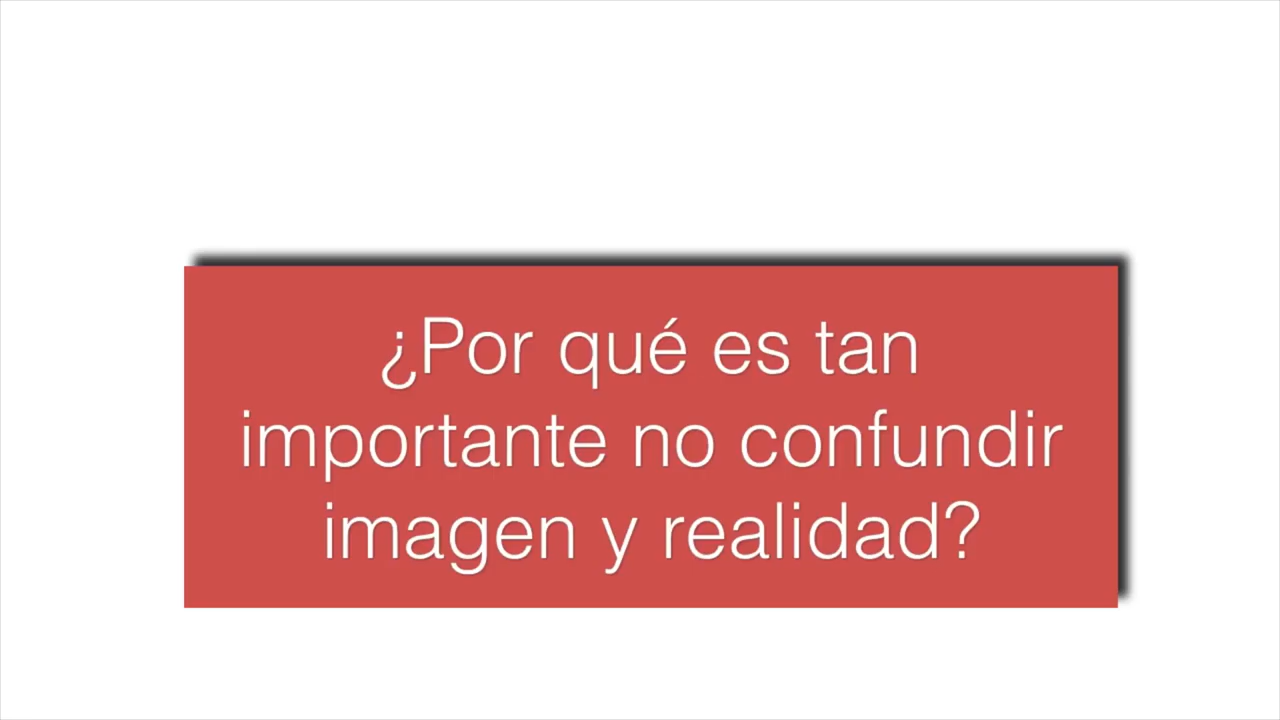 ¿Por qué es tan
importante no confundir
imagen y realidad?